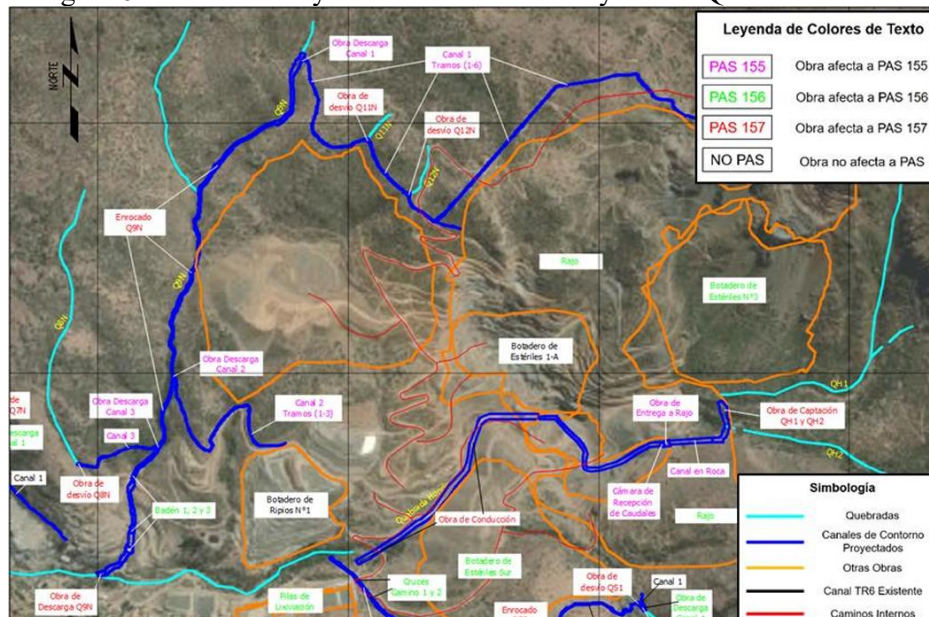 NORTE
Leyenda de Colores de Texto
PAS 155
Obra afecta a PAS 155
PAS 156
Obra afecta a PAS 156
PAS 157
Obra afecta a PAS 157
NO PAS
Obra no afecta a PAS
Obra Descarga
Canal 1
Canal 1
Tramos (1-6)
Obra de
desvío Q11N
Obra de
desvío Q12N
Q9N
Q11N
Q12N
Enrocado
Q9N
Q9N
Q8N
Rajo
Botadero de
Estériles N°3
Botadero de
Estériles 1-A
Obra Descarga
Canal 2
Obra Descarga
Canal 3
Canal 2
Tramos (1-3)
Canal 3
Obra de
Entrega a Rajo
Obra de Captación
QH1 y QH2
QH1
QH2
Q7N
Canal 1
Obra de
desvío Q8N
Badén 1, 2 y 3
Botadero de
Ripios N°1
Quebrada
Obra de Conducción
Cámara de
Recepción
de Caudales
Canal en Roca
Rajo
Botadero de
Estériles Sur
Obra de
Descarga Q9N
Pilas de
Lixiviación
Camino 1 y 2
Enrocado
Obra de
desvío QS1
Canal 1
Obra de
Descarga
Simbología
Quebradas
Canales de Contorno
Proyectados
Otras Obras
Canal TR6 Existente
Caminos Internos